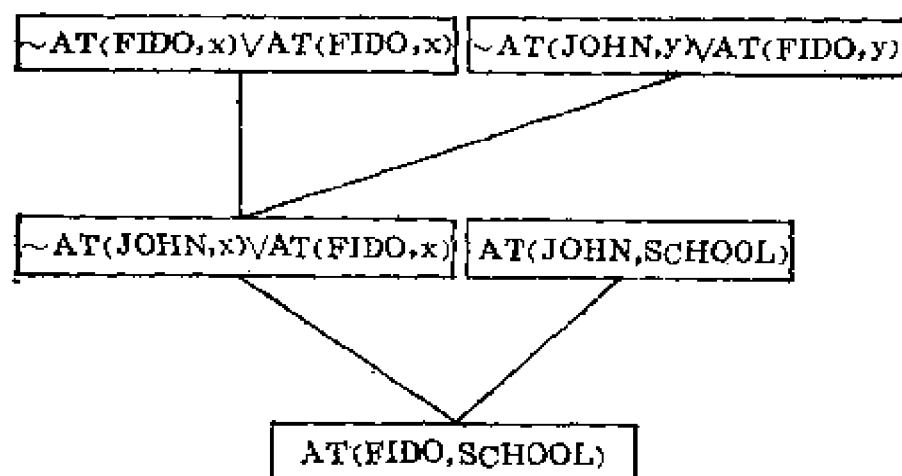 ~AT(FIDO,x)∨AT(FIDO,x) ~AT(JOHN,y)∨AT(FIDO,y)
~AT(JOHN,x)∨AT(FIDO,x) AT(JOHN,SCHOOL)
AT(FIDO,SCHOOL)